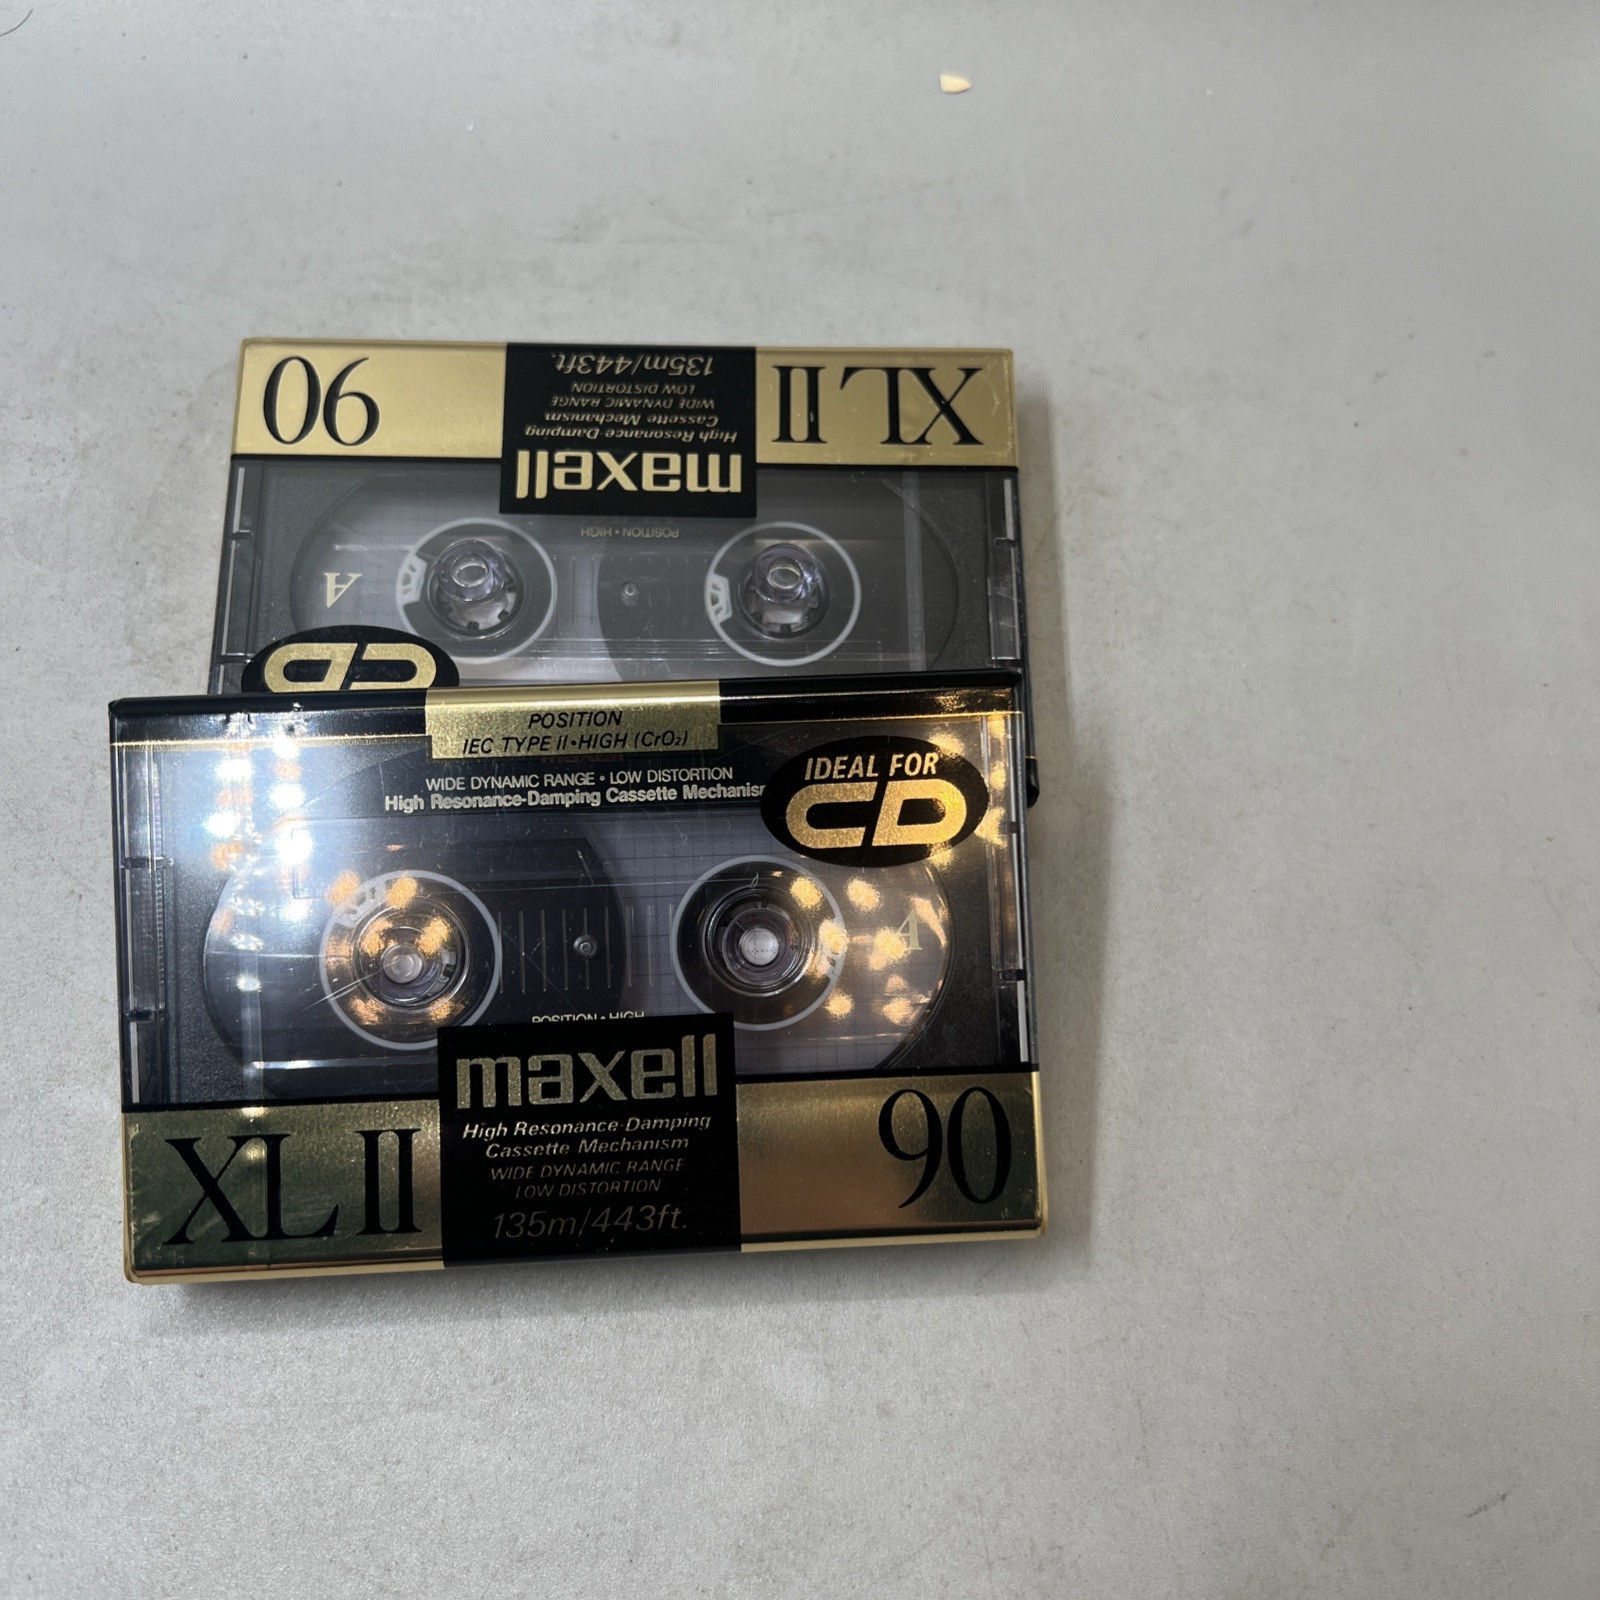 90
135m/443ft.
LOW DISTORTION
WIDE DYNAMIC RANGE
Cassette Mechanism
High Resonance-Damping
maxell
XL II
POSITION • HIGH
A
CD
POSITION
IEC TYPE II•HIGH (CrO₂)
WIDE DYNAMIC RANGE • LOW DISTORTION
High Resonance-Damping Cassette Mechanism
IDEAL FOR
CD
A
POSITION • HIGH
maxell
High Resonance-Damping
Cassette Mechanism
WIDE DYNAMIC RANGE
LOW DISTORTION
135m/443ft.
XL II
90